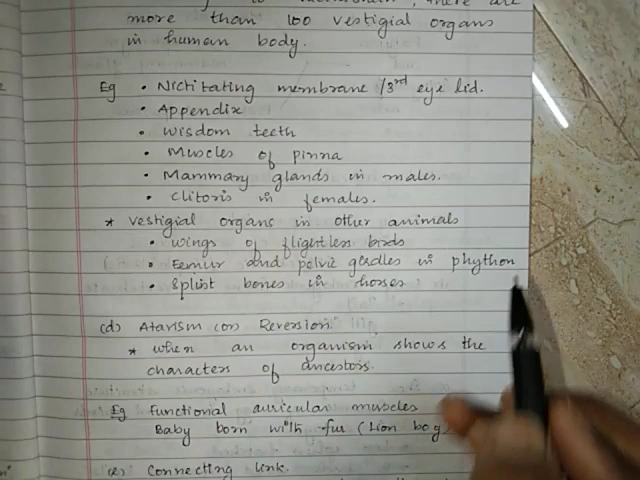 there are
more than 100 vestigial organs
in human body.
Eg • Nictitating membrane /3rd eye lid.
• Appendix
• wisdom teeth
• Muscles of pinna
• Mammary glands in males.
• clitoris in females.
* vestigial organs in other animals
• wings of flightless birds
• Femur and pelvic girdles in phython
• splint bones in horses
(d) Atavism (or) Reversion.
* when an organism shows the
characters of ancestors.
Eg functional auricular muscles
Baby born with fur (Lion boy
(e) Connecting link.